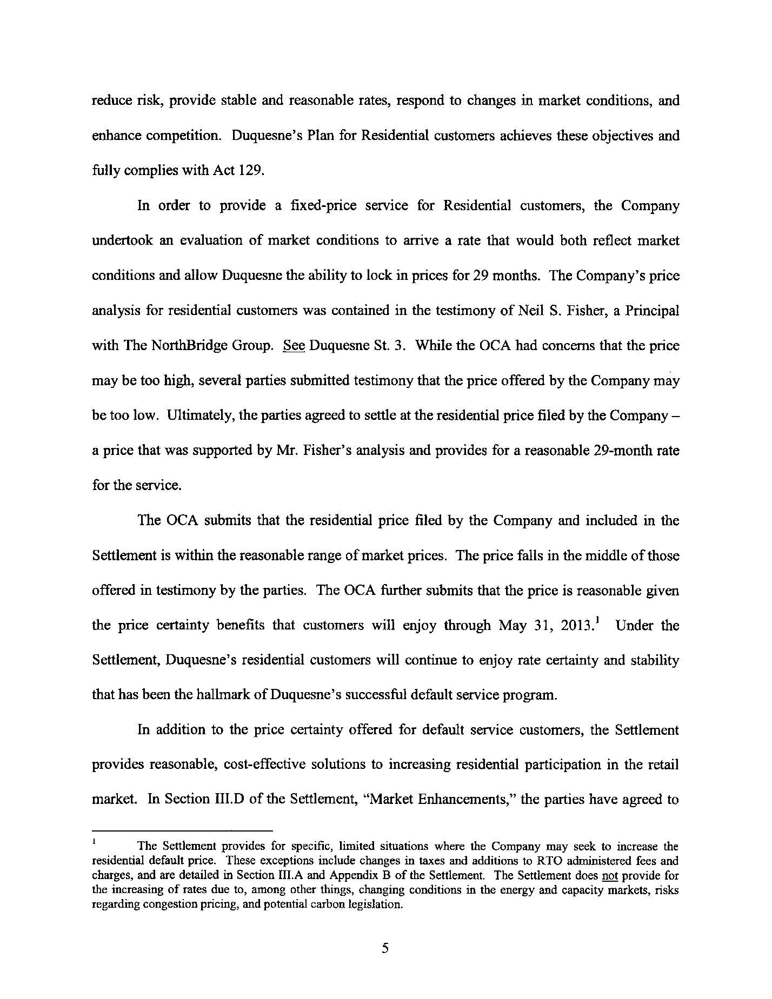 reduce risk, provide stable and reasonable rates, respond to changes in market conditions, and
enhance competition. Duquesne's Plan for Residential customers achieves these objectives and
fully complies with Act 129.
In order to provide a fixed-price service for Residential customers, the Company
undertook an evaluation of market conditions to arrive a rate that would both reflect market
conditions and allow Duquesne the ability to lock in prices for 29 months. The Company's price
analysis for residential customers was contained in the testimony of Neil S. Fisher, a Principal
with The NorthBridge Group. See Duquesne St. 3. While the OCA had concerns that the price
may be too high, several parties submitted testimony that the price offered by the Company may
be too low. Ultimately, the parties agreed to settle at the residential price filed by the Company –
a price that was supported by Mr. Fisher's analysis and provides for a reasonable 29-month rate
for the service.
The OCA submits that the residential price filed by the Company and included in the
Settlement is within the reasonable range of market prices. The price falls in the middle of those
offered in testimony by the parties. The OCA further submits that the price is reasonable given
the price certainty benefits that customers will enjoy through May 31, 2013.¹ Under the
Settlement, Duquesne's residential customers will continue to enjoy rate certainty and stability
that has been the hallmark of Duquesne's successful default service program.
In addition to the price certainty offered for default service customers, the Settlement
provides reasonable, cost-effective solutions to increasing residential participation in the retail
market. In Section III.D of the Settlement, “Market Enhancements,” the parties have agreed to
¹ The Settlement provides for specific, limited situations where the Company may seek to increase the
residential default price. These exceptions include changes in taxes and additions to RTO administered fees and
charges, and are detailed in Section III.A and Appendix B of the Settlement. The Settlement does not provide for
the increasing of rates due to, among other things, changing conditions in the energy and capacity markets, risks
regarding congestion pricing, and potential carbon legislation.
5